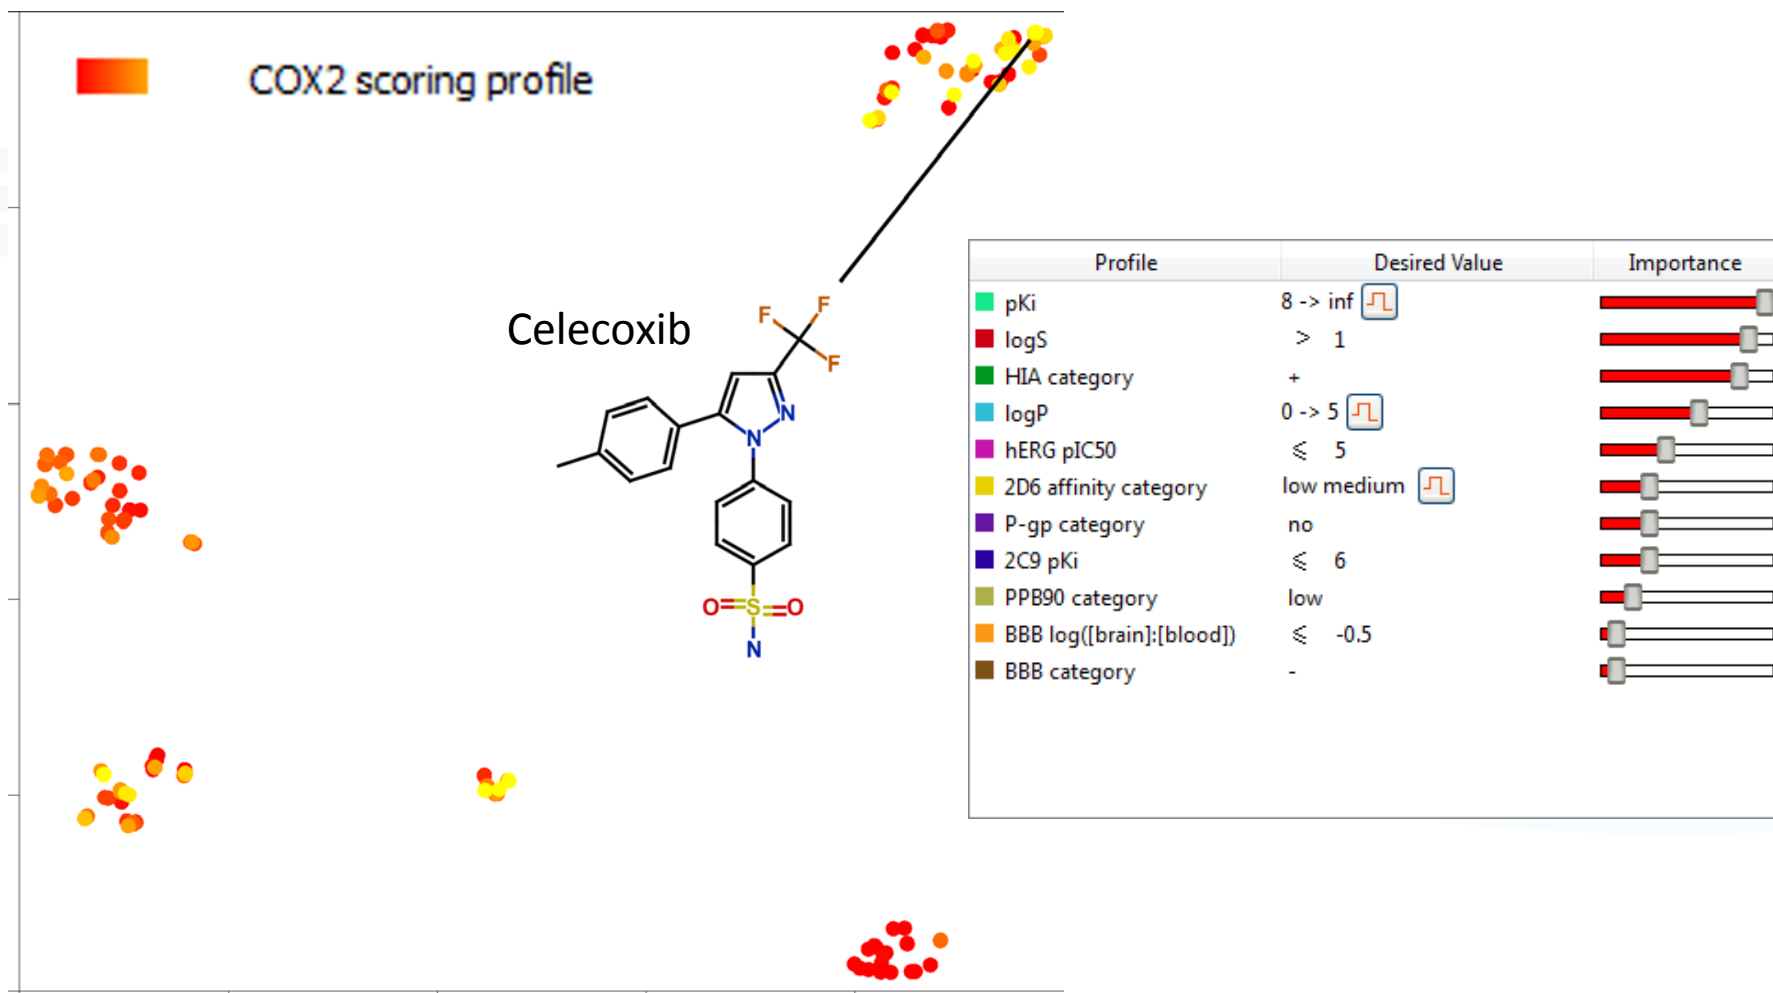 COX2 scoring profile
Celecoxib
F
F
F
N
N
O
S
O
N
Profile Desired Value Importance
pKi 8 -> inf
logS > 1
HIA category +
logP 0 -> 5
hERG pIC50 ⩽ 5
2D6 affinity category low medium
P-gp category no
2C9 pKi ⩽ 6
PPB90 category low
BBB log([brain]:[blood]) ⩽ -0.5
BBB category -